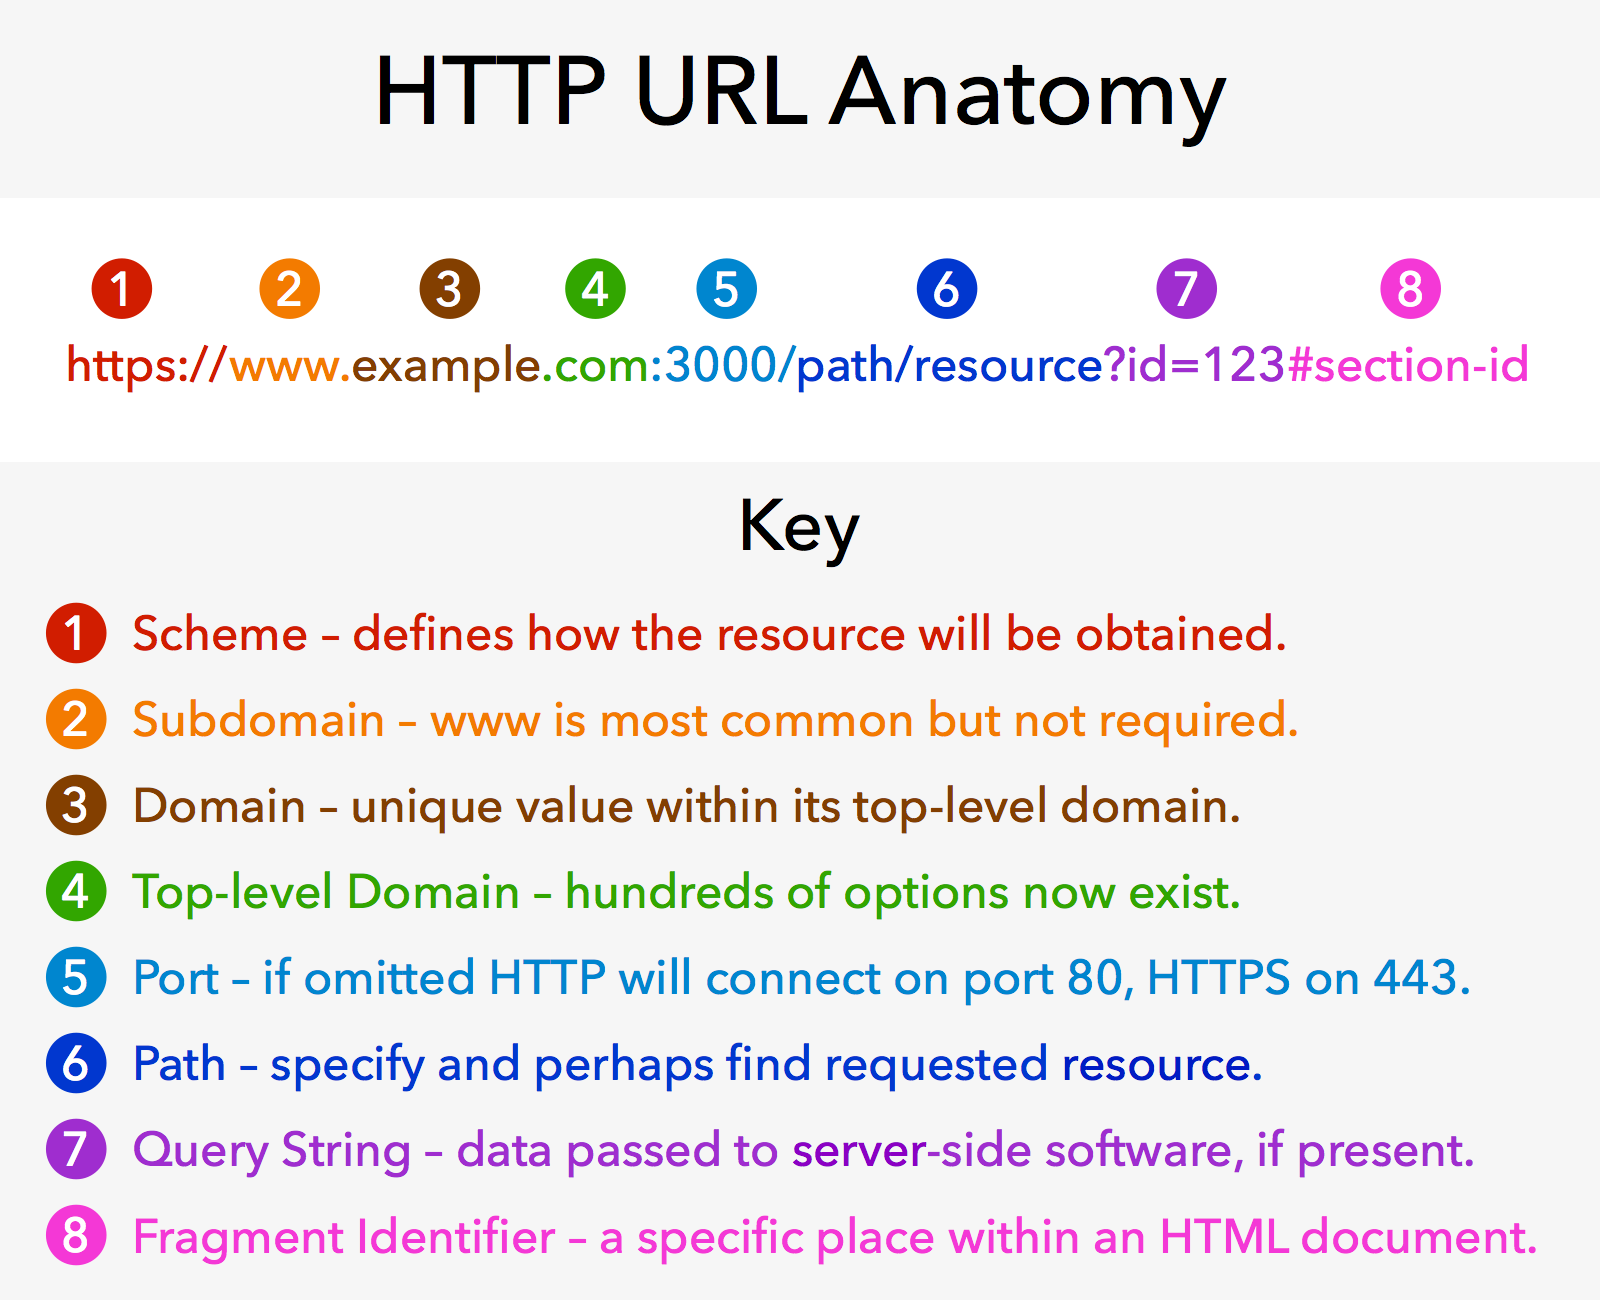 HTTP URL Anatomy
1 2 3 4 5 6 7 8
https://www.example.com:3000/path/resource?id=123#section-id
Key
1 Scheme – defines how the resource will be obtained.
2 Subdomain – www is most common but not required.
3 Domain – unique value within its top-level domain.
4 Top-level Domain – hundreds of options now exist.
5 Port – if omitted HTTP will connect on port 80, HTTPS on 443.
6 Path – specify and perhaps find requested resource.
7 Query String – data passed to server-side software, if present.
8 Fragment Identifier – a specific place within an HTML document.